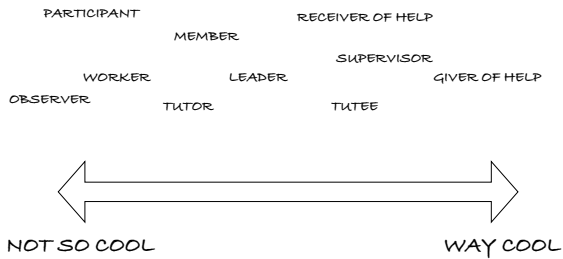 PARTICIPANT
RECEIVER OF HELP
MEMBER
SUPERVISOR
WORKER
LEADER
GIVER OF HELP
OBSERVER
TUTOR
TUTEE
NOT SO COOL
WAY COOL